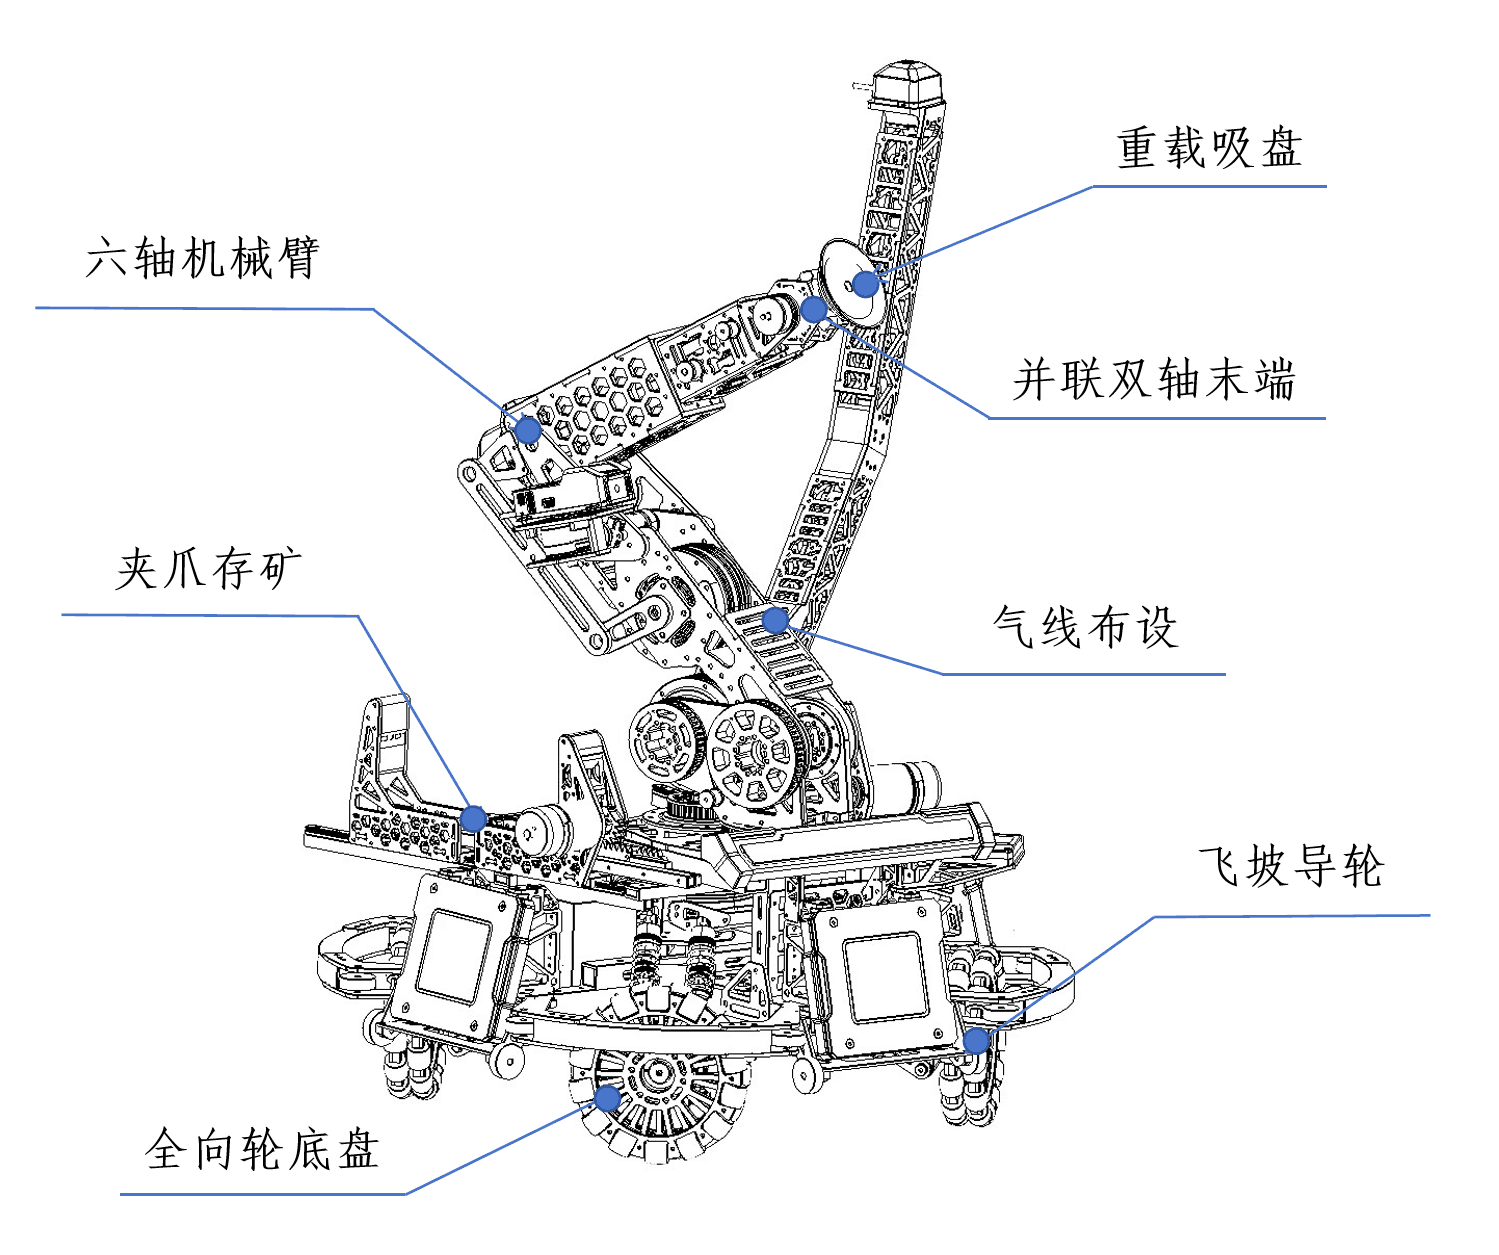 重载吸盘
六轴机械臂
并联双轴末端
夹爪存矿
气线布设
飞坡导轮
全向轮底盘